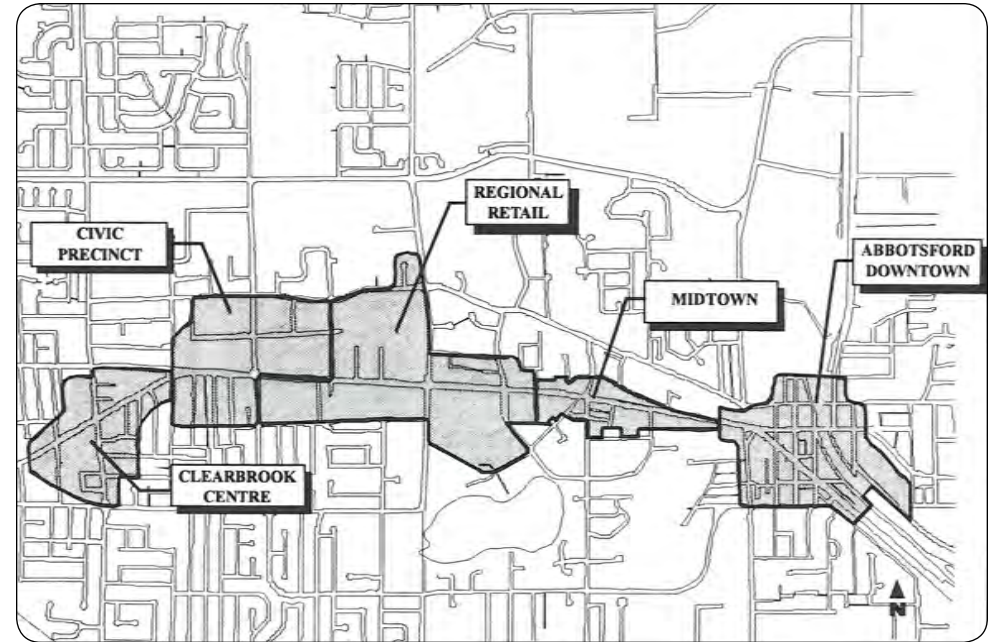 REGIONAL
RETAIL
CIVIC
PRECINCT
ABBOTSFORD
DOWNTOWN
MIDTOWN
CLEARBROOK
CENTRE
N